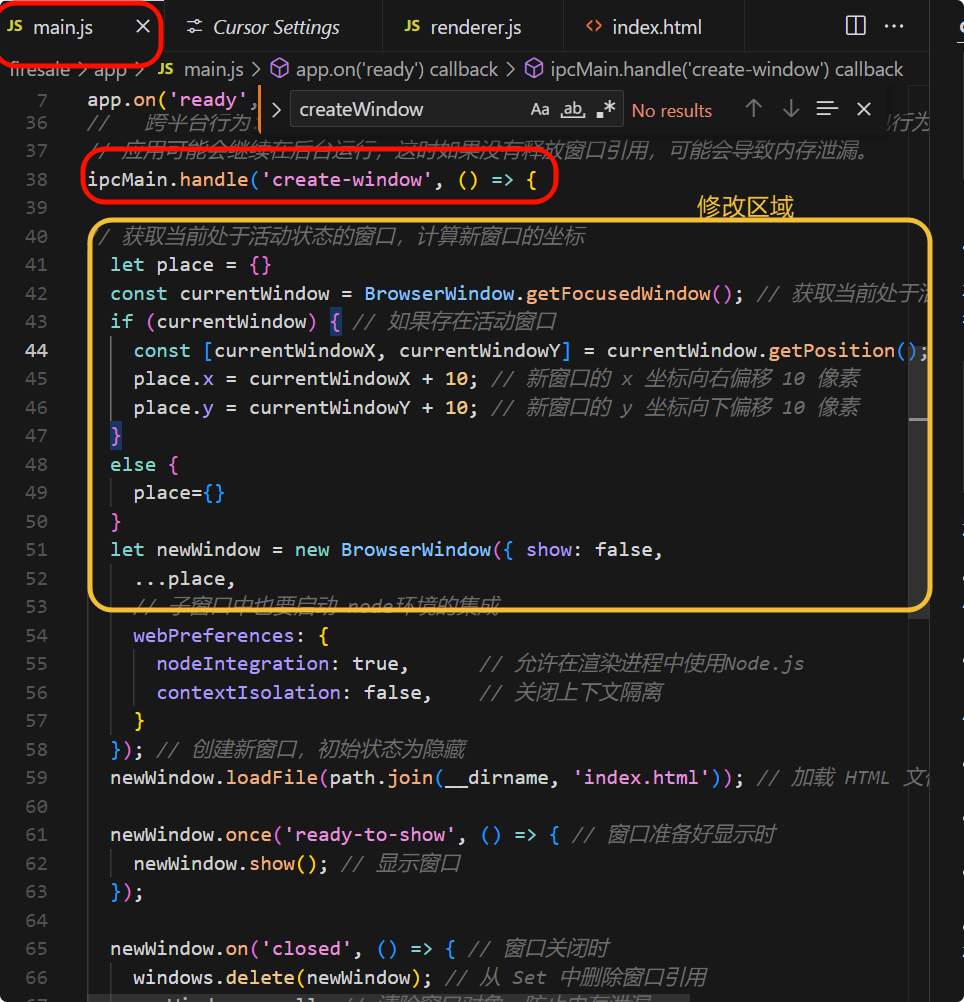 JS main.js
Cursor Settings
JS renderer.js
<> index.html
firesale > app > JS main.js > app.on('ready') callback > ipcMain.handle('create-window') callback
createWindow Aa ab .* No results
7 app.on('ready',
36 // 跨平台行为
37 // 应用可能会继续在后台运行，这时如果没有释放窗口引用，可能会导致内存泄漏。
38 ipcMain.handle('create-window', () => {
39
修改区域
40 / 获取当前处于活动状态的窗口，计算新窗口的坐标
41 let place = {}
42 const currentWindow = BrowserWindow.getFocusedWindow(); // 获取当前处于活
43 if (currentWindow) { // 如果存在活动窗口
44 const [currentWindowX, currentWindowY] = currentWindow.getPosition();
45 place.x = currentWindowX + 10; // 新窗口的 x 坐标向右偏移 10 像素
46 place.y = currentWindowY + 10; // 新窗口的 y 坐标向下偏移 10 像素
47 }
48 else {
49 place={}
50 }
51 let newWindow = new BrowserWindow({ show: false,
52 ...place,
53 // 子窗口中也要启动 node环境的集成
54 webPreferences: {
55 nodeIntegration: true, // 允许在渲染进程中使用Node.js
56 contextIsolation: false, // 关闭上下文隔离
57 }
58 }); // 创建新窗口，初始状态为隐藏
59 newWindow.loadFile(path.join(__dirname, 'index.html')); // 加载 HTML 文
60
61 newWindow.once('ready-to-show', () => { // 窗口准备好显示时
62 newWindow.show(); // 显示窗口
63 });
64
65 newWindow.on('closed', () => { // 窗口关闭时
66 windows.delete(newWindow); // 从 Set 中删除窗口引用